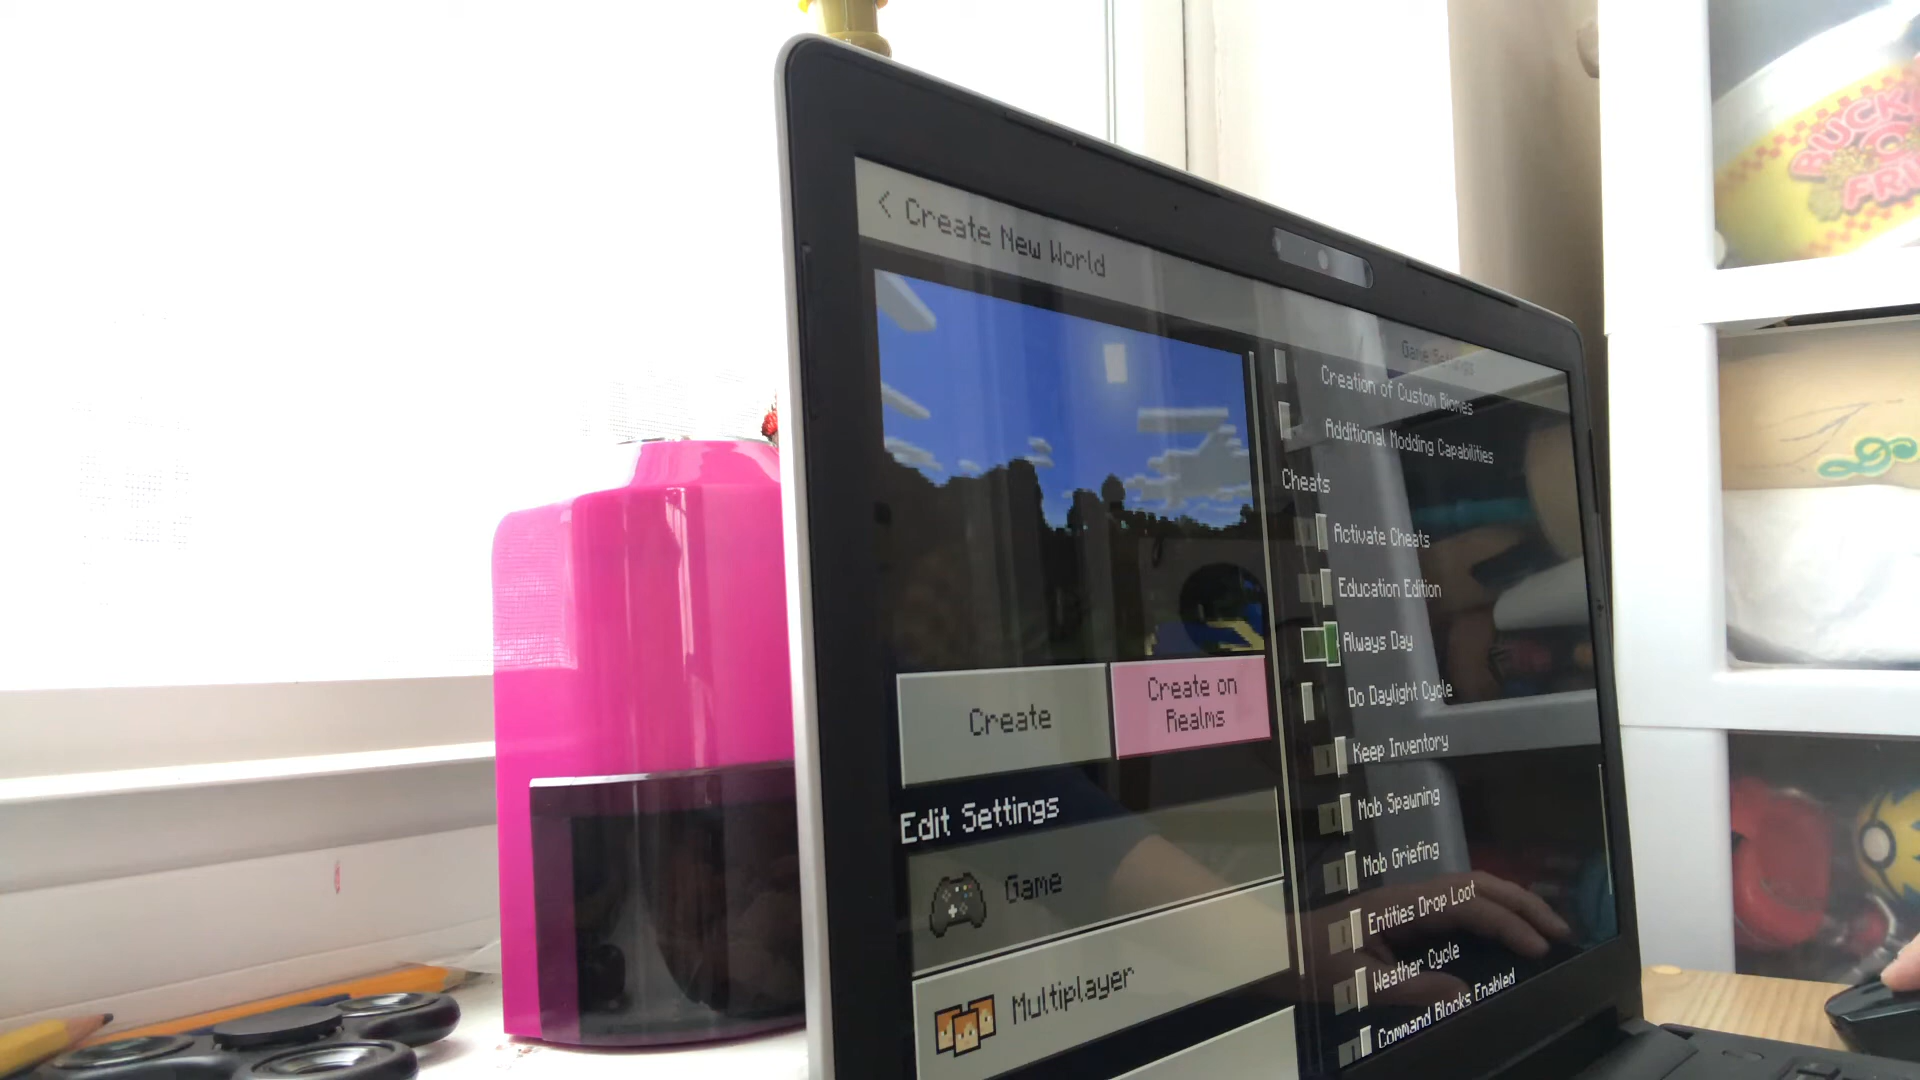 < Create New World
Game Settings
Creation of Custom Biomes
Additional Modding Capabilities
Cheats
Activate Cheats
Education Edition
Always Day
Do Daylight Cycle
Keep Inventory
Mob Spawning
Mob Griefing
Entities Drop Loot
Weather Cycle
Command Blocks Enabled
Create
Create on
Realms
Edit Settings
Game
Multiplayer